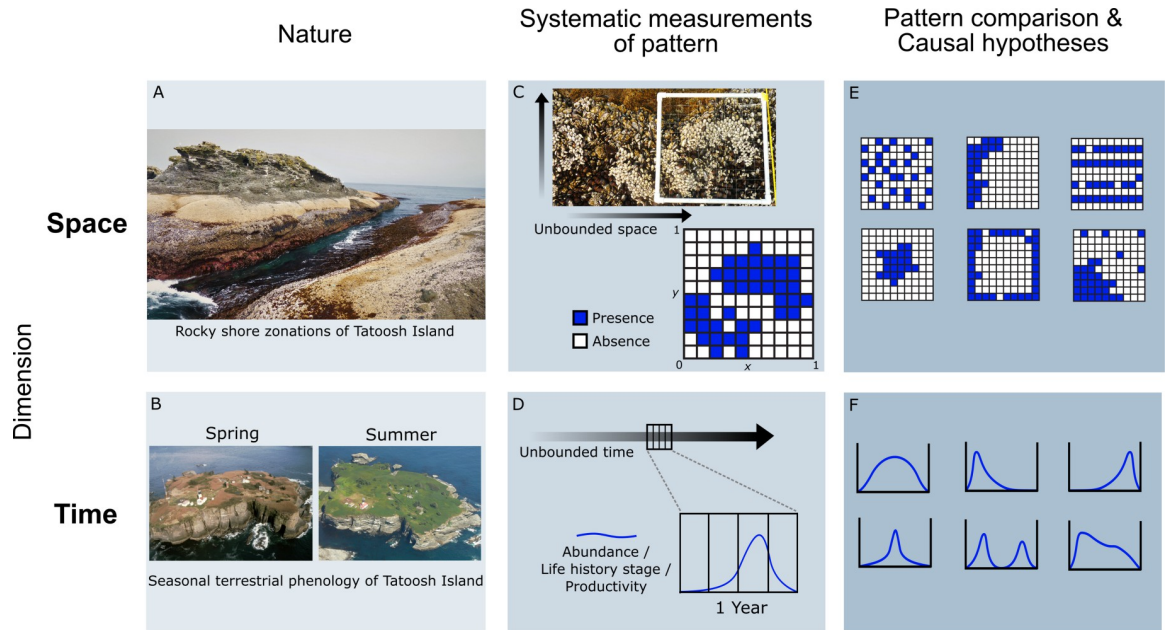 Nature
Systematic measurements
of pattern
Pattern comparison &
Causal hypotheses
Dimension
Space
A
Rocky shore zonations of Tatoosh Island
C
Unbounded space
1
y
Presence
Absence
0
x
1
E
Time
B
Spring
Summer
Seasonal terrestrial phenology of Tatoosh Island
D
Unbounded time
Abundance /
Life history stage /
Productivity
1 Year
F